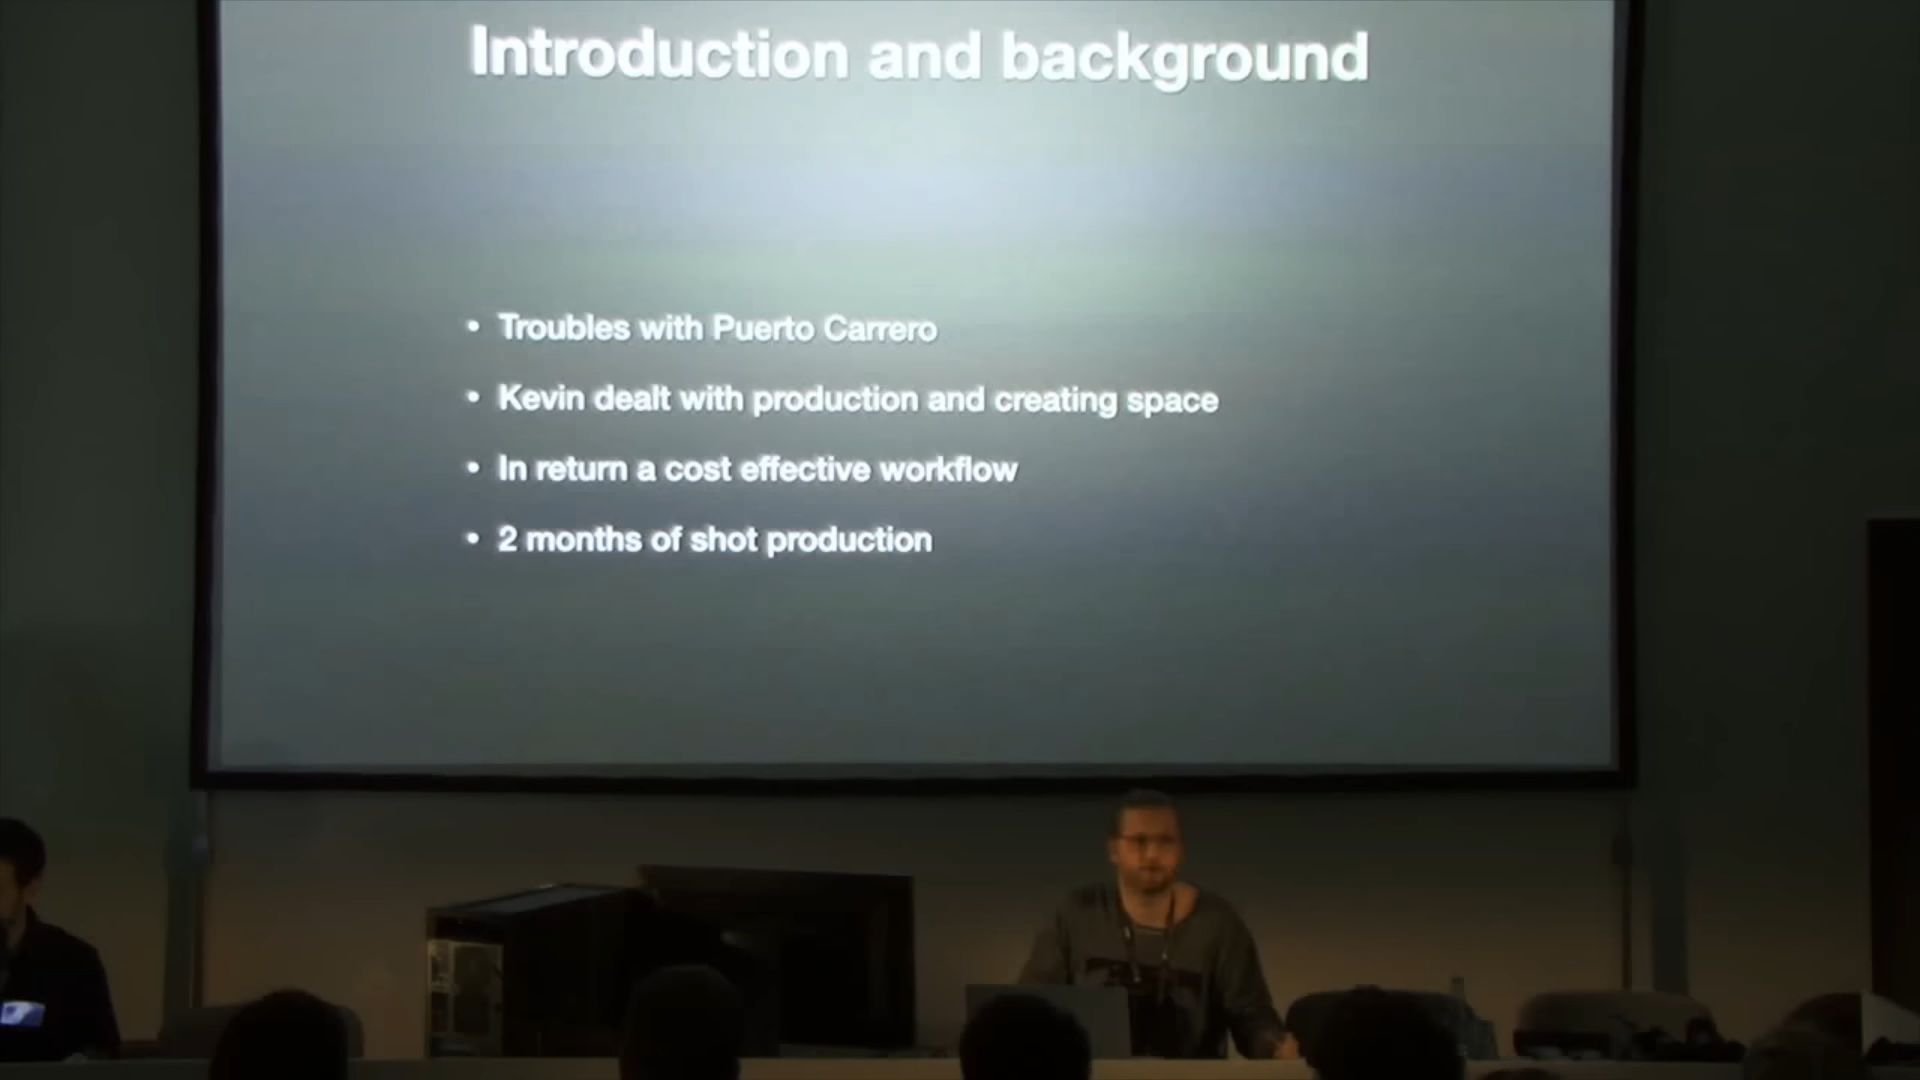 Introduction and background
• Troubles with Puerto Carrero
• Kevin dealt with production and creating space
• In return a cost effective workflow
• 2 months of shot production